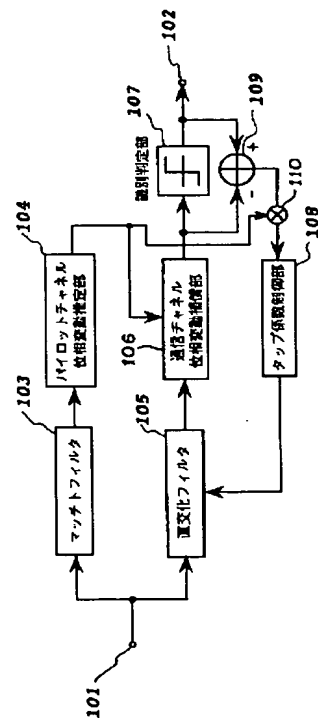 101
103
マッチトフィルタ
104
パイロットチャネル
位相変動推定部
105
直交化フィルタ
106
通信チャネル
位相変動補償部
識別判定部
107
102
+
-
109
110
108
タップ係数制御部